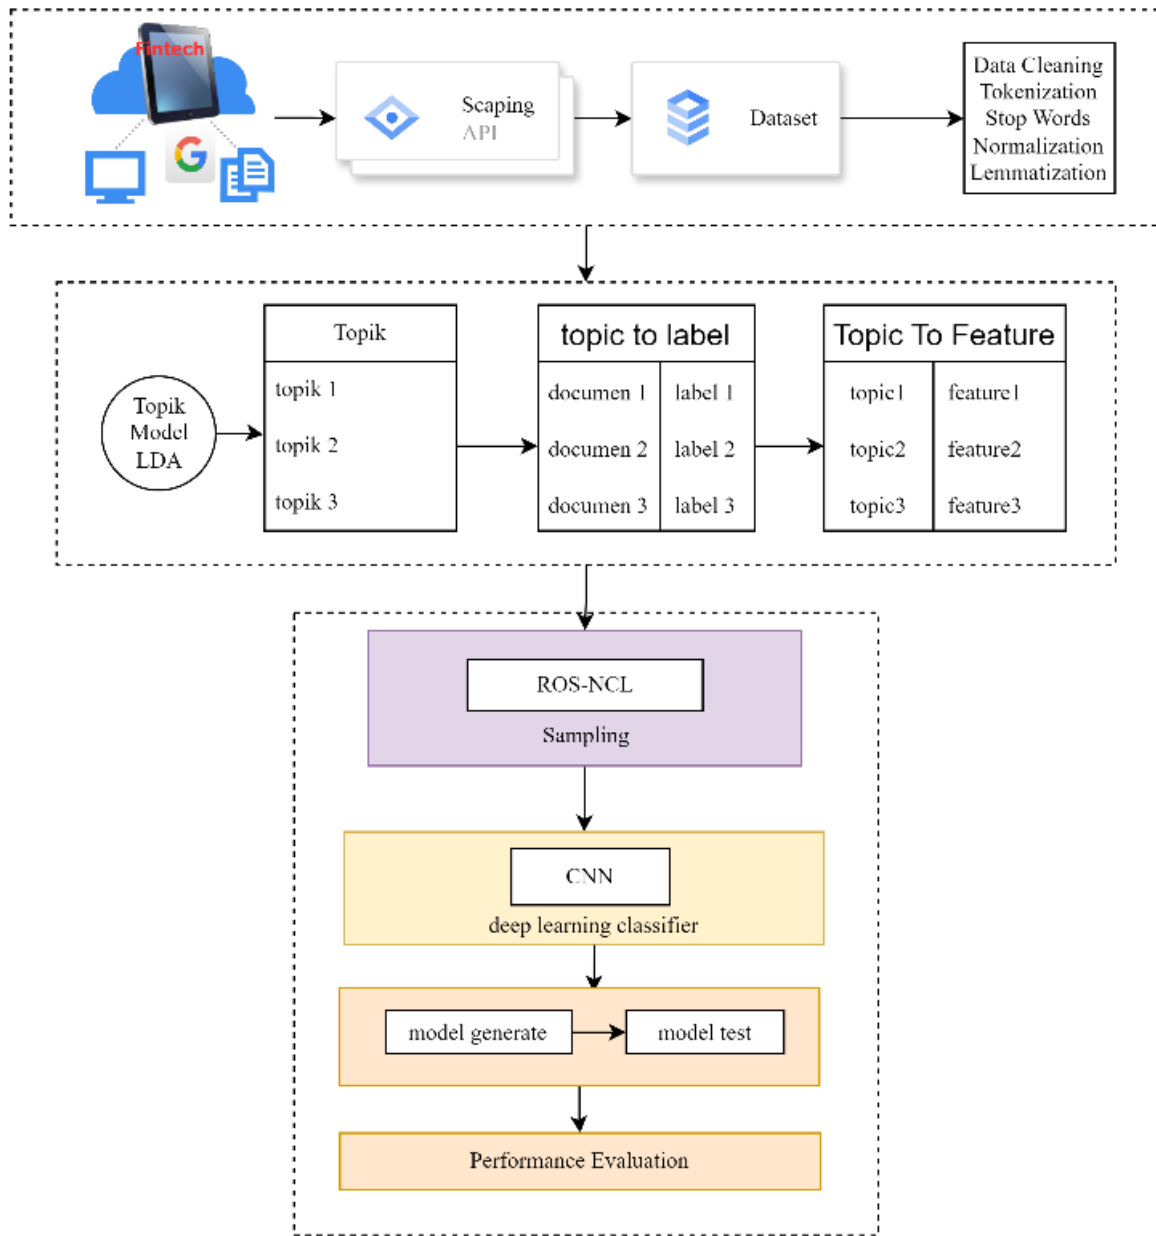 Fintech
G
Scaping
API
Dataset
Data Cleaning
Tokenization
Stop Words
Normalization
Lemmatization
Topik
Model
LDA
Topik
topik 1
topik 2
topik 3
topic to label
documen 1 label 1
documen 2 label 2
documen 3 label 3
Topic To Feature
topic1 feature1
topic2 feature2
topic3 feature3
ROS-NCL
Sampling
CNN
deep learning classifier
model generate
model test
Performance Evaluation